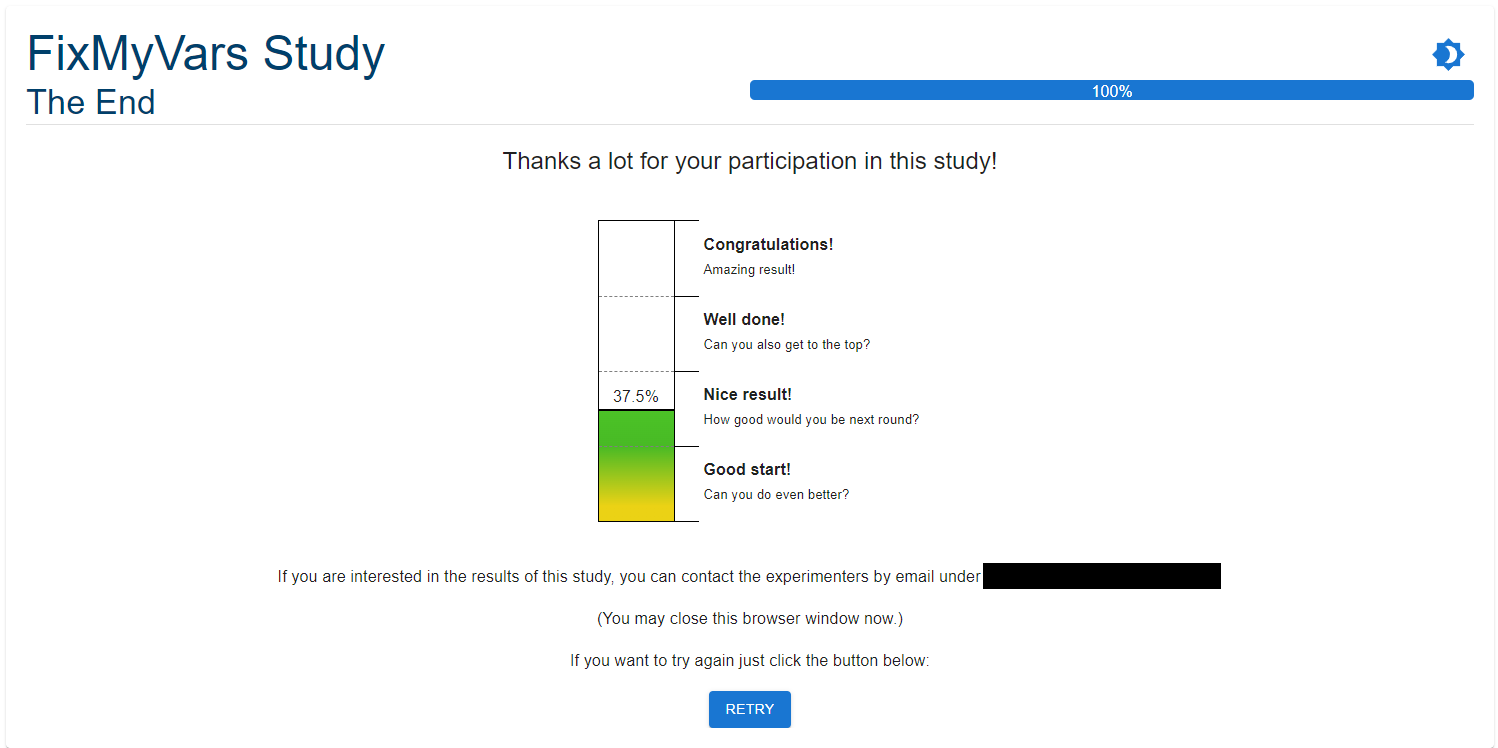 FixMyVars Study
The End
100%
Thanks a lot for your participation in this study!
Congratulations!
Amazing result!
Well done!
Can you also get to the top?
37.5%
Nice result!
How good would you be next round?
Good start!
Can you do even better?
If you are interested in the results of this study, you can contact the experimenters by email under
(You may close this browser window now.)
If you want to try again just click the button below:
RETRY